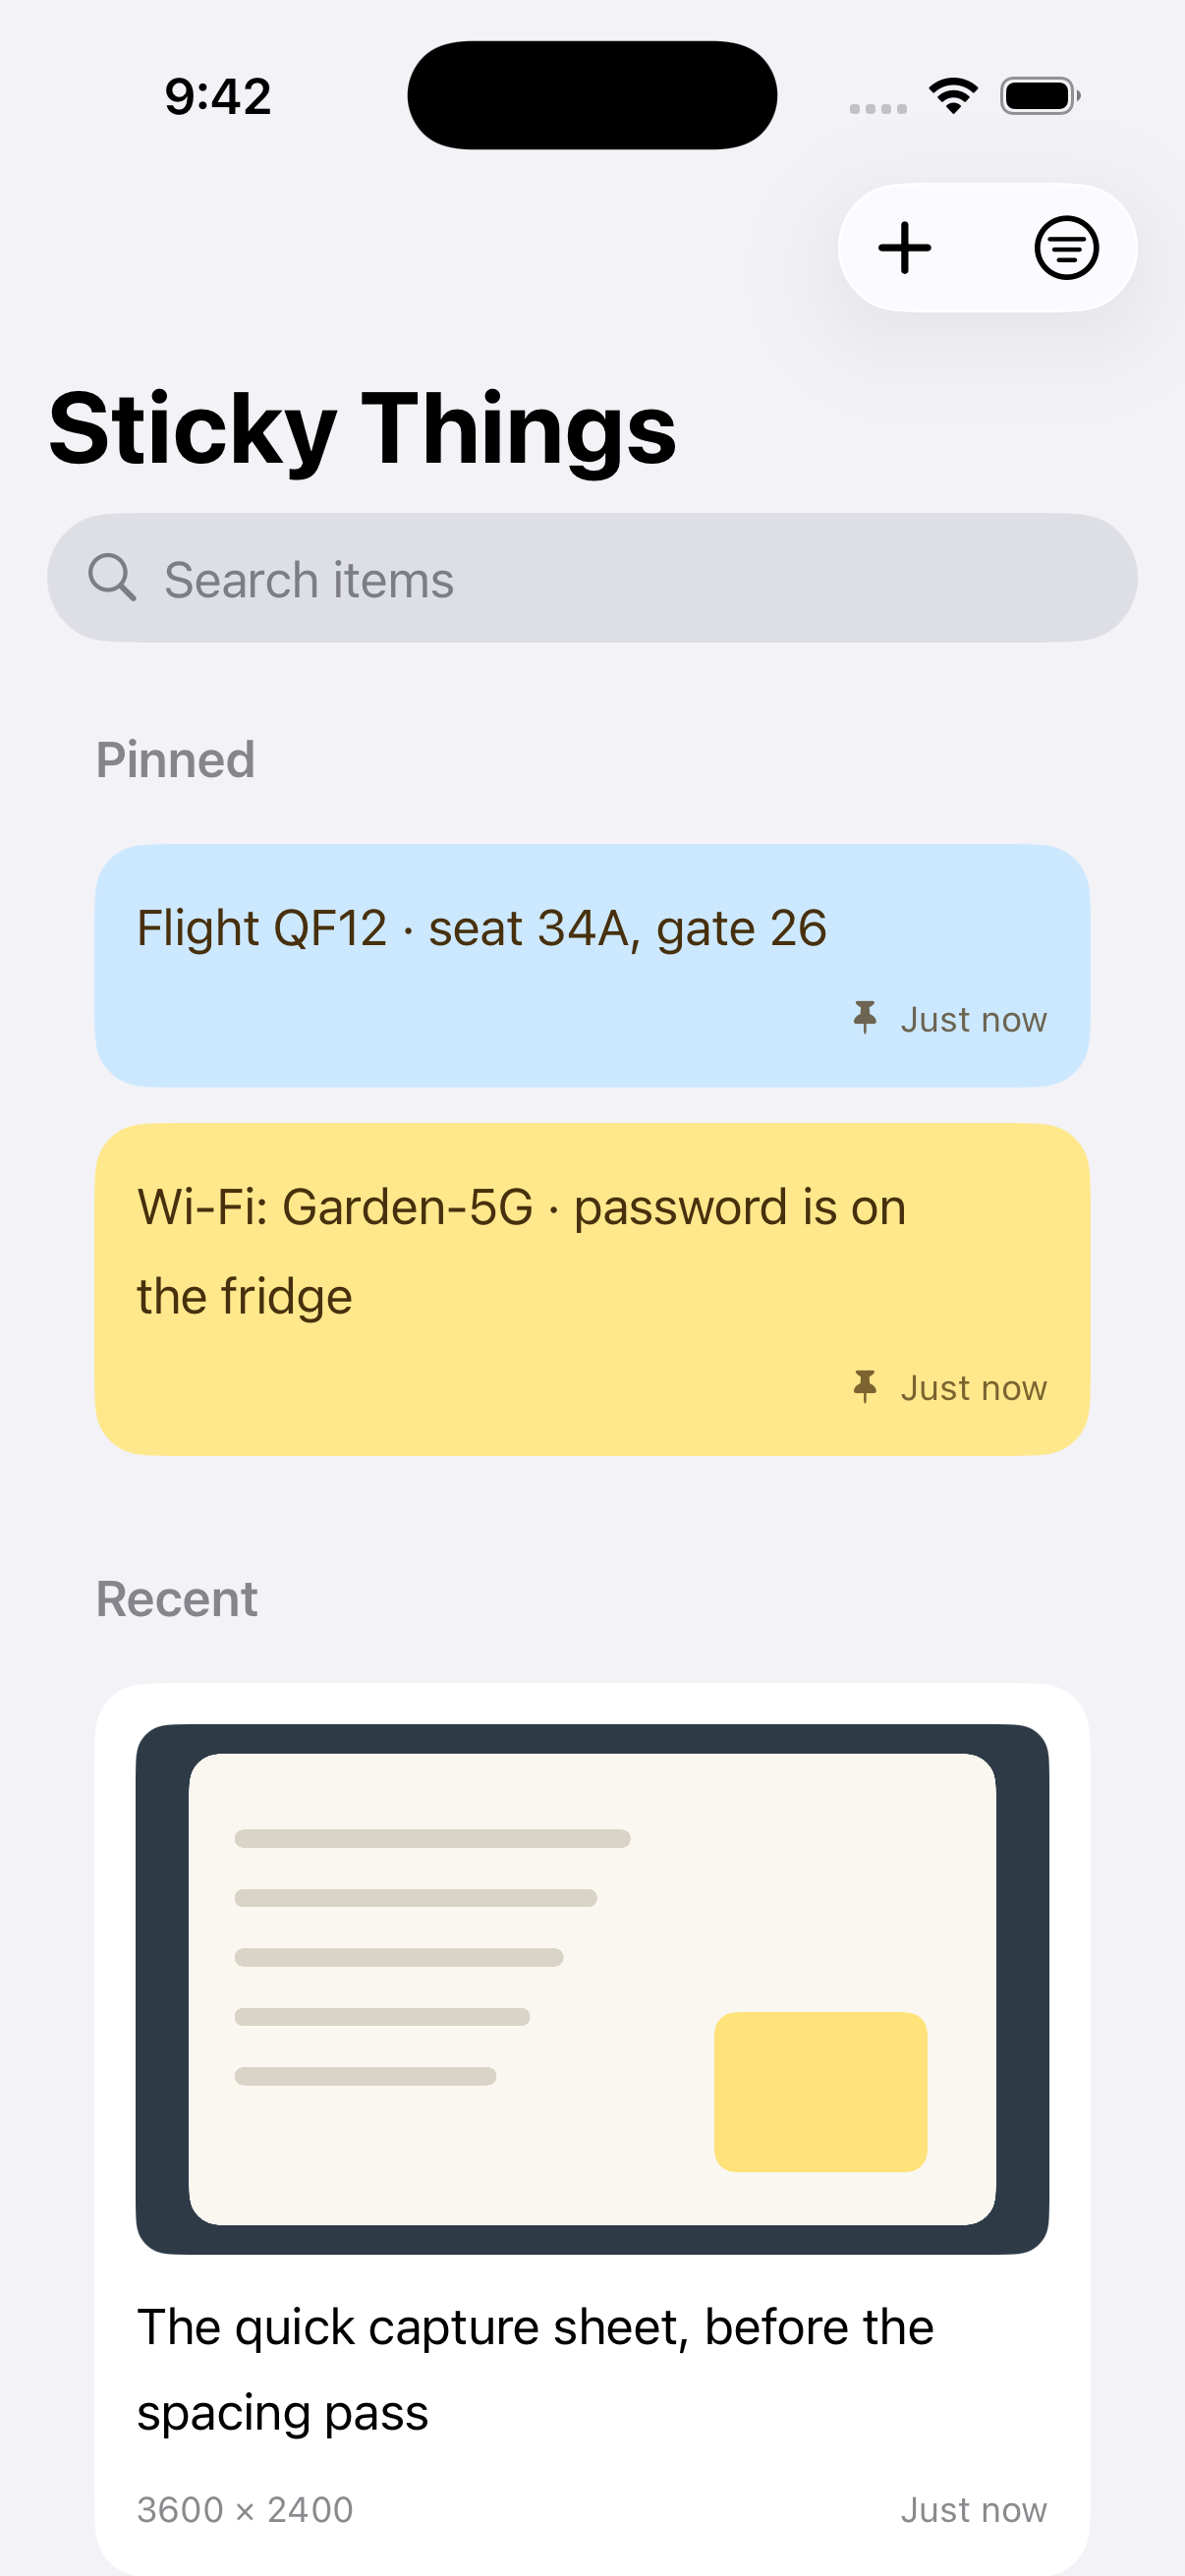 9:42
Sticky Things
Search items
Pinned
Flight QF12 · seat 34A, gate 26
Just now
Wi-Fi: Garden-5G · password is on
the fridge
Just now
Recent
The quick capture sheet, before the
spacing pass
3600 × 2400
Just now